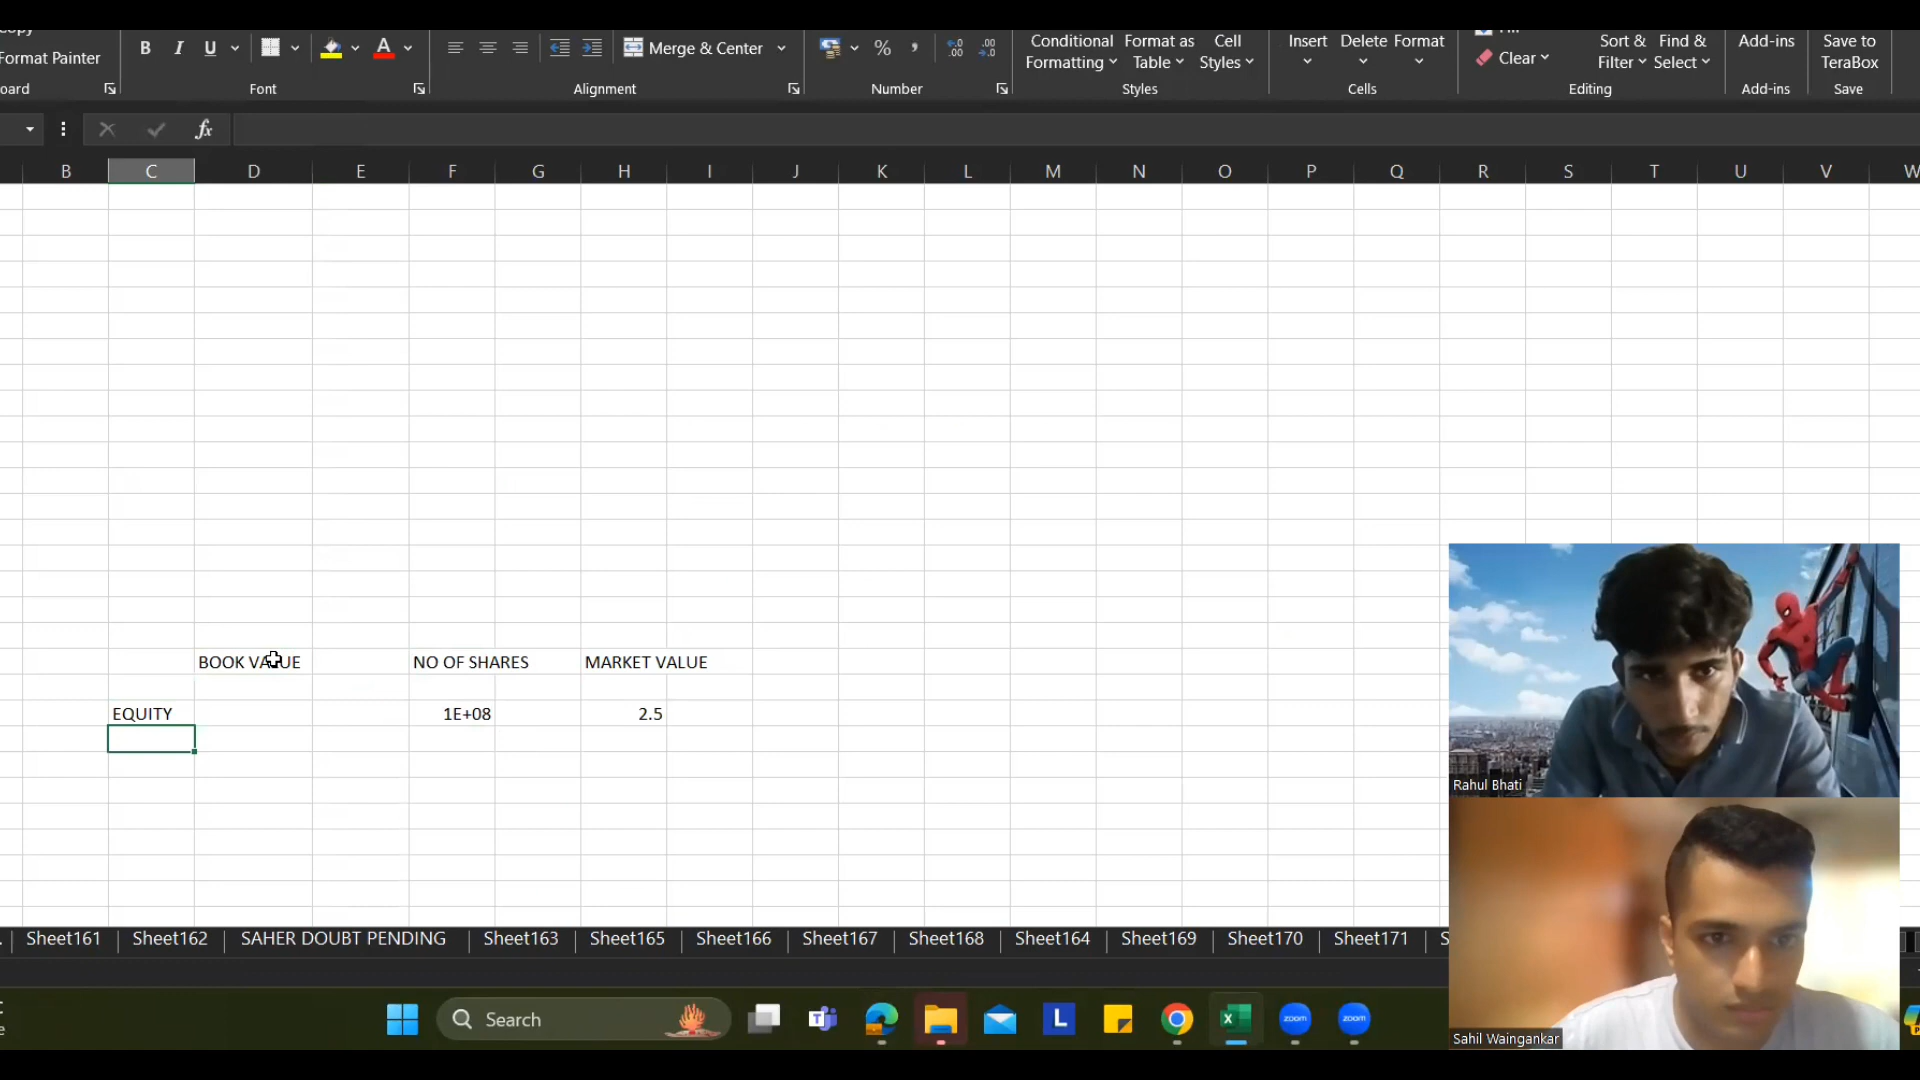 Format Painter
B I U
A
Merge & Center
%
Conditional Formatting
Format as Table
Cell Styles
Insert
Delete
Format
Clear
Sort & Filter
Find & Select
Add-ins
Save to TeraBox
Font
Alignment
Number
Styles
Cells
Editing
Add-ins
Save
fx
B C D E F G H I J K L M N O P Q R S T U V W
BOOK VALUE NO OF SHARES MARKET VALUE
EQUITY 1E+08 2.5
Rahul Bhati
Sheet161 Sheet162 SAHER DOUBT PENDING Sheet163 Sheet165 Sheet166 Sheet167 Sheet168 Sheet164 Sheet169 Sheet170 Sheet171 S
Search
L
zoom
zoom
Sahil Waingankar